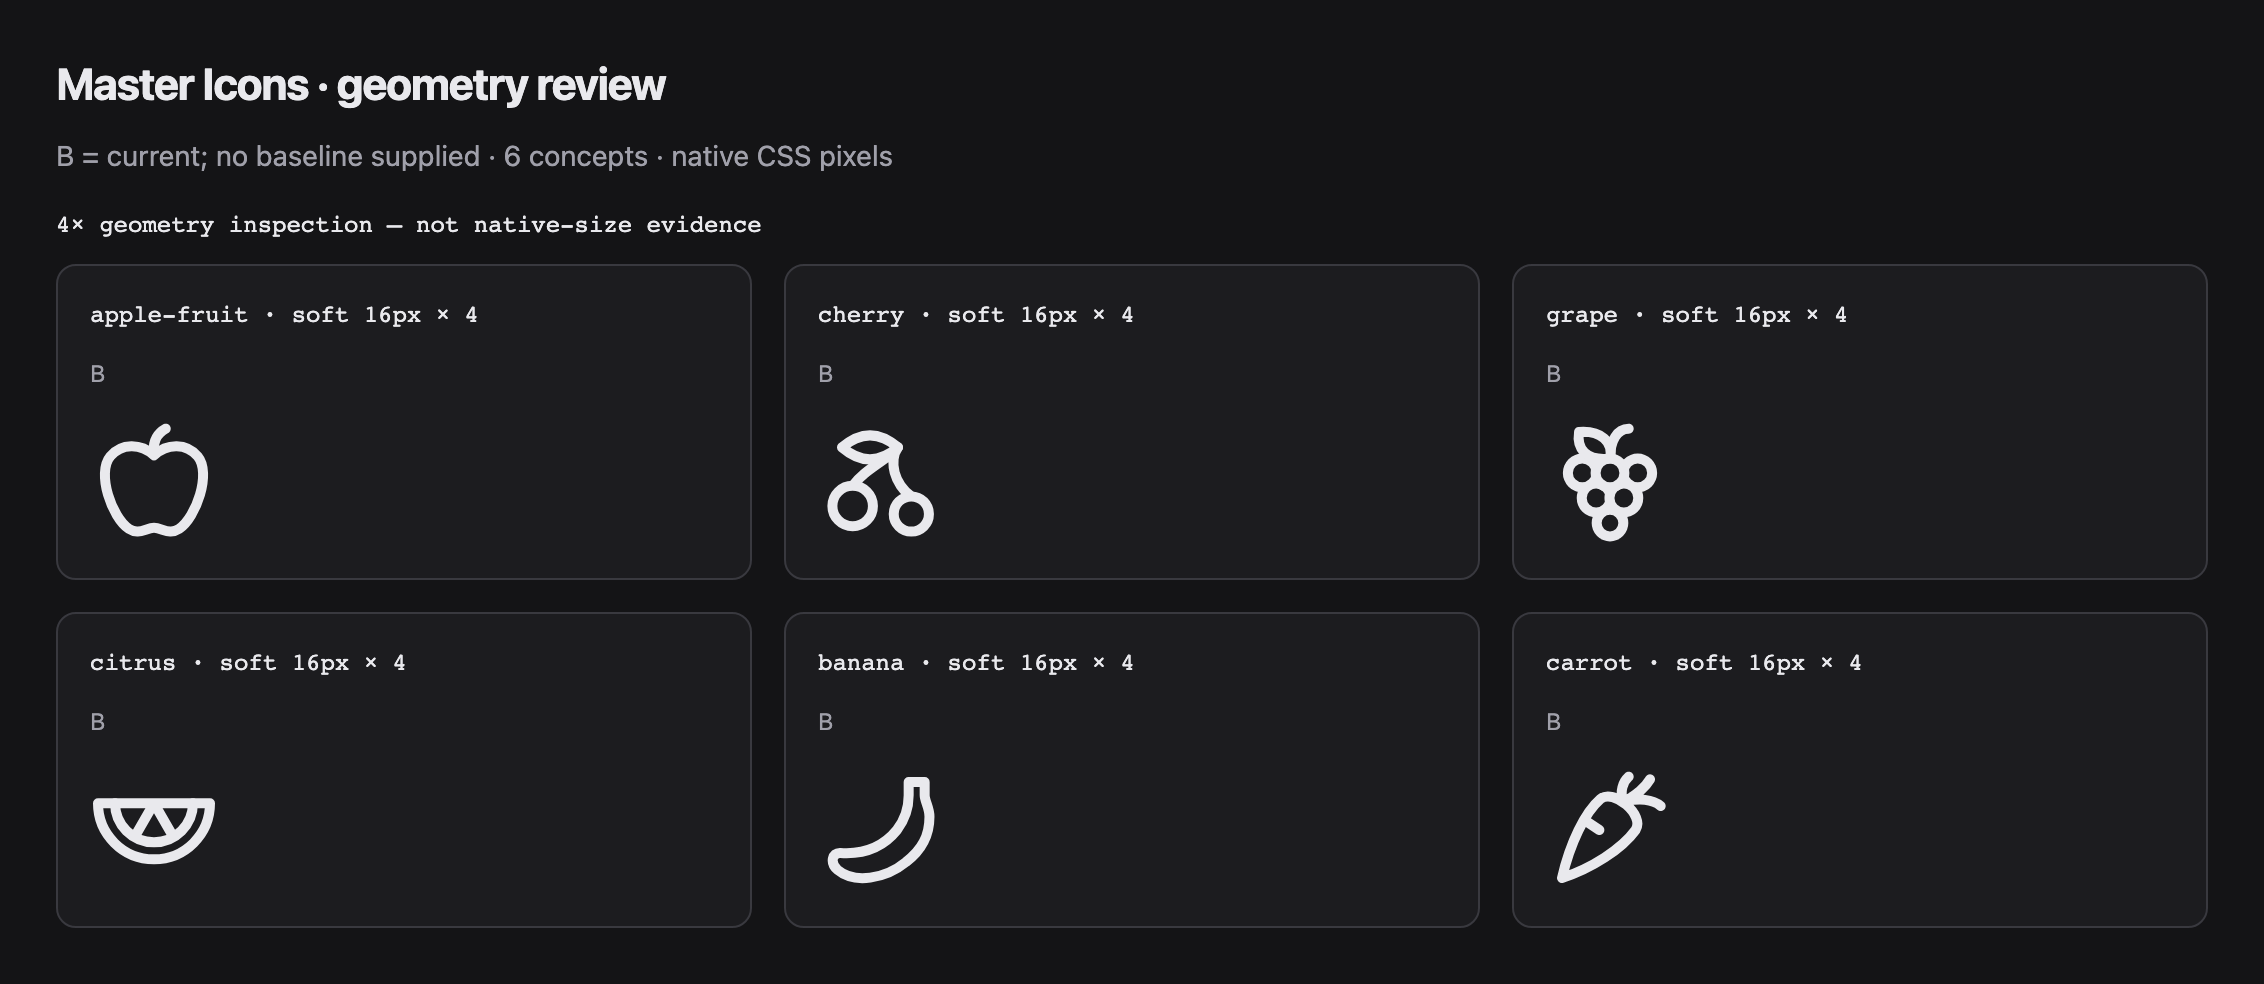 Master Icons · geometry review
B = current; no baseline supplied · 6 concepts · native CSS pixels
4× geometry inspection — not native-size evidence
apple-fruit · soft 16px × 4
B
cherry · soft 16px × 4
B
grape · soft 16px × 4
B
citrus · soft 16px × 4
B
banana · soft 16px × 4
B
carrot · soft 16px × 4
B